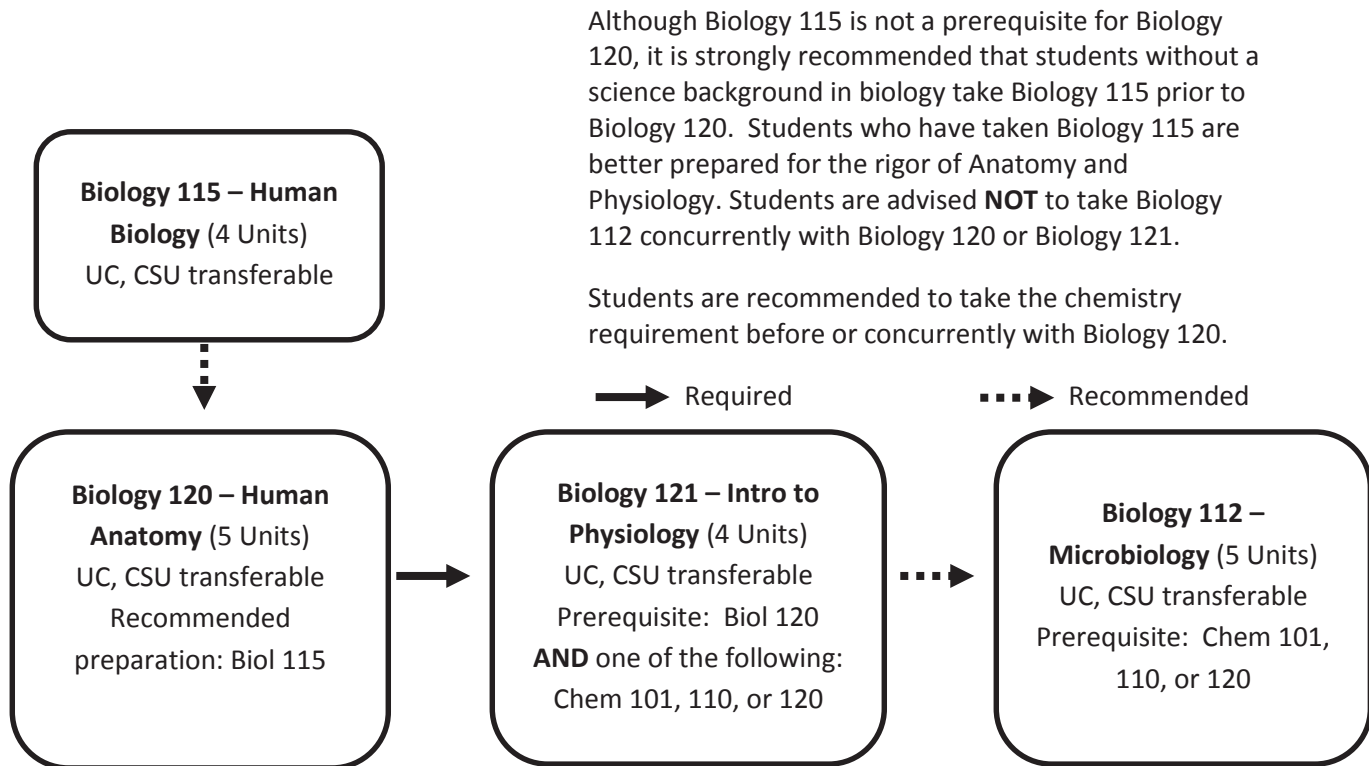 Although Biology 115 is not a prerequisite for Biology
120, it is strongly recommended that students without a
science background in biology take Biology 115 prior to
Biology 120.  Students who have taken Biology 115 are
better prepared for the rigor of Anatomy and
Physiology. Students are advised NOT to take Biology
112 concurrently with Biology 120 or Biology 121.
Students are recommended to take the chemistry
requirement before or concurrently with Biology 120.
Biology 115 – Human
Biology (4 Units)
UC, CSU transferable
Required
Recommended
Biology 120 – Human
Anatomy (5 Units)
UC, CSU transferable
Recommended
preparation: Biol 115
Biology 121 – Intro to
Physiology (4 Units)
UC, CSU transferable
Prerequisite:  Biol 120
AND one of the following:
Chem 101, 110, or 120
Biology 112 –
Microbiology (5 Units)
UC, CSU transferable
Prerequisite:  Chem 101,
110, or 120